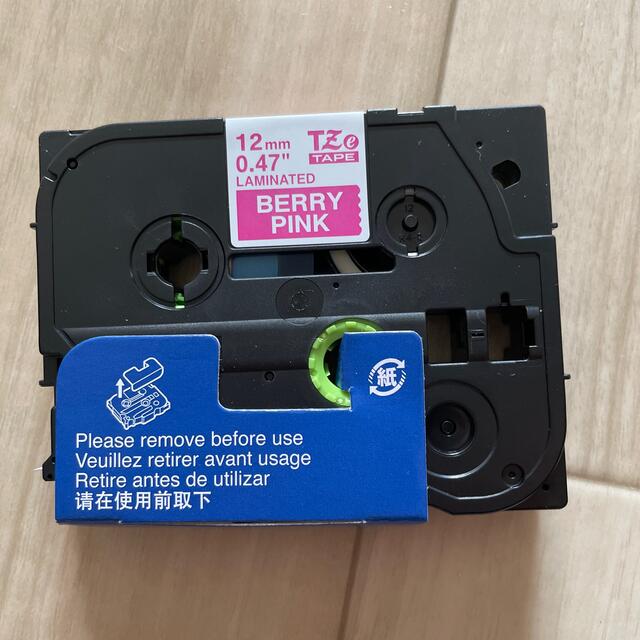 12mm
0.47"
LAMINATED
TZe
TAPE
BERRY
PINK
紙
Please remove before use
Veuillez retirer avant usage
Retire antes de utilizar
请在使用前取下